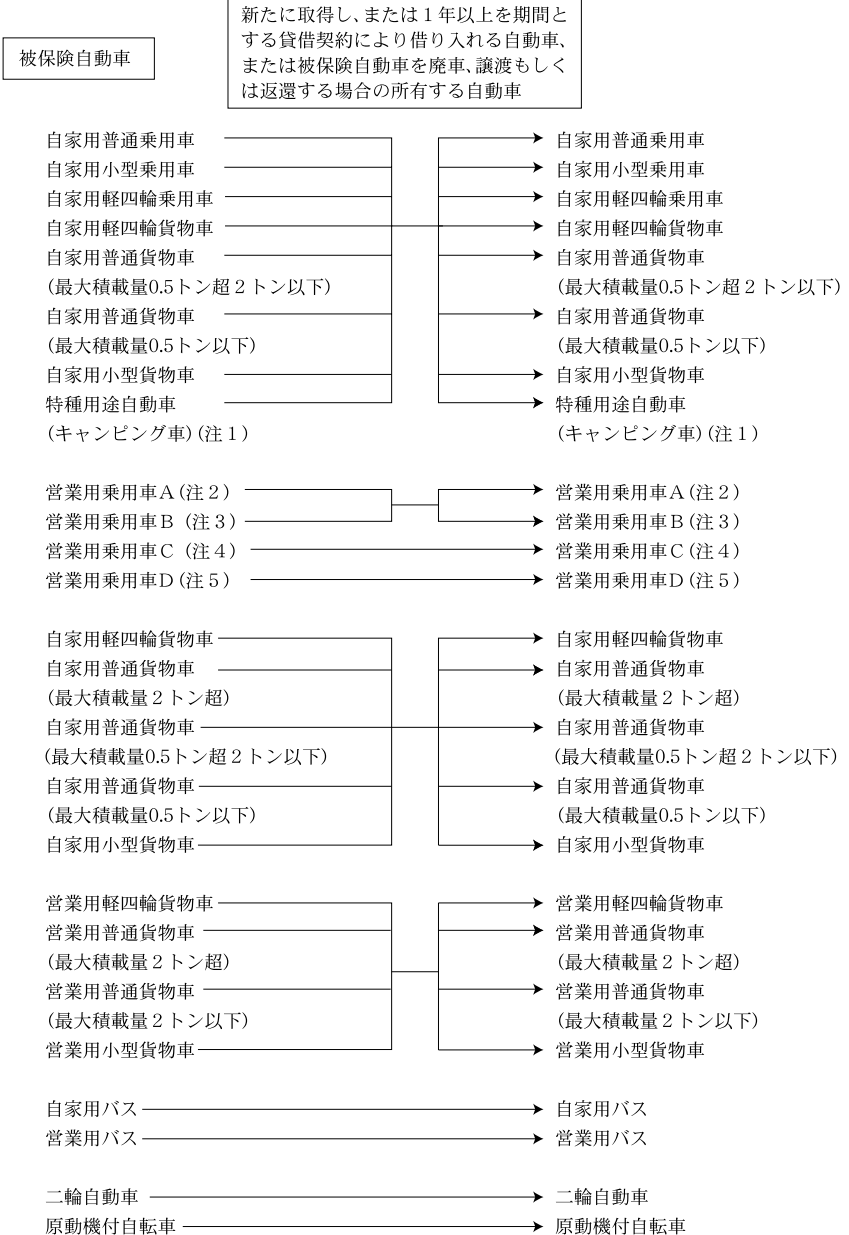 新たに取得し、または１年以上を期間と
する貸借契約により借り入れる自動車、
または被保険自動車を廃車、譲渡もしく
は返還する場合の所有する自動車
被保険自動車
自家用普通乗用車 自家用普通乗用車
自家用小型乗用車 自家用小型乗用車
自家用軽四輪乗用車 自家用軽四輪乗用車
自家用軽四輪貨物車 自家用軽四輪貨物車
自家用普通貨物車 自家用普通貨物車
(最大積載量0.5トン超２トン以下) (最大積載量0.5トン超２トン以下)
自家用普通貨物車 自家用普通貨物車
(最大積載量0.5トン以下) (最大積載量0.5トン以下)
自家用小型貨物車 自家用小型貨物車
特種用途自動車 特種用途自動車
(キャンピング車)(注１) (キャンピング車)(注１)
営業用乗用車Ａ(注２) 営業用乗用車Ａ(注２)
営業用乗用車Ｂ(注３) 営業用乗用車Ｂ(注３)
営業用乗用車Ｃ(注４) 営業用乗用車Ｃ(注４)
営業用乗用車Ｄ(注５) 営業用乗用車Ｄ(注５)
自家用軽四輪貨物車 自家用軽四輪貨物車
自家用普通貨物車 自家用普通貨物車
(最大積載量２トン超) (最大積載量２トン超)
自家用普通貨物車 自家用普通貨物車
(最大積載量0.5トン超２トン以下) (最大積載量0.5トン超２トン以下)
自家用普通貨物車 自家用普通貨物車
(最大積載量0.5トン以下) (最大積載量0.5トン以下)
自家用小型貨物車 自家用小型貨物車
営業用軽四輪貨物車 営業用軽四輪貨物車
営業用普通貨物車 営業用普通貨物車
(最大積載量２トン超) (最大積載量２トン超)
営業用普通貨物車 営業用普通貨物車
(最大積載量２トン以下) (最大積載量２トン以下)
営業用小型貨物車 営業用小型貨物車
自家用バス 自家用バス
営業用バス 営業用バス
二輪自動車 二輪自動車
原動機付自転車 原動機付自転車